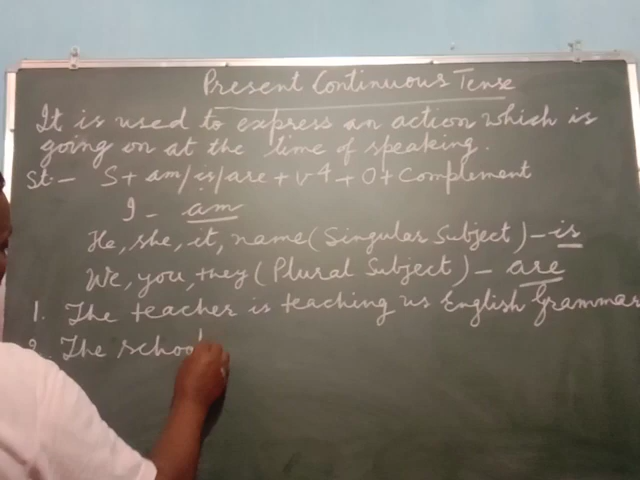 Present Continuous Tense
It is used to express an action which is
going on at the time of speaking.
St:- S + am/is/are + v4 + O + Complement
I - am
He, she, it, name (Singular Subject) - is
We, you, they (Plural Subject) - are
1. The teacher is teaching us English Grammar
2. The school